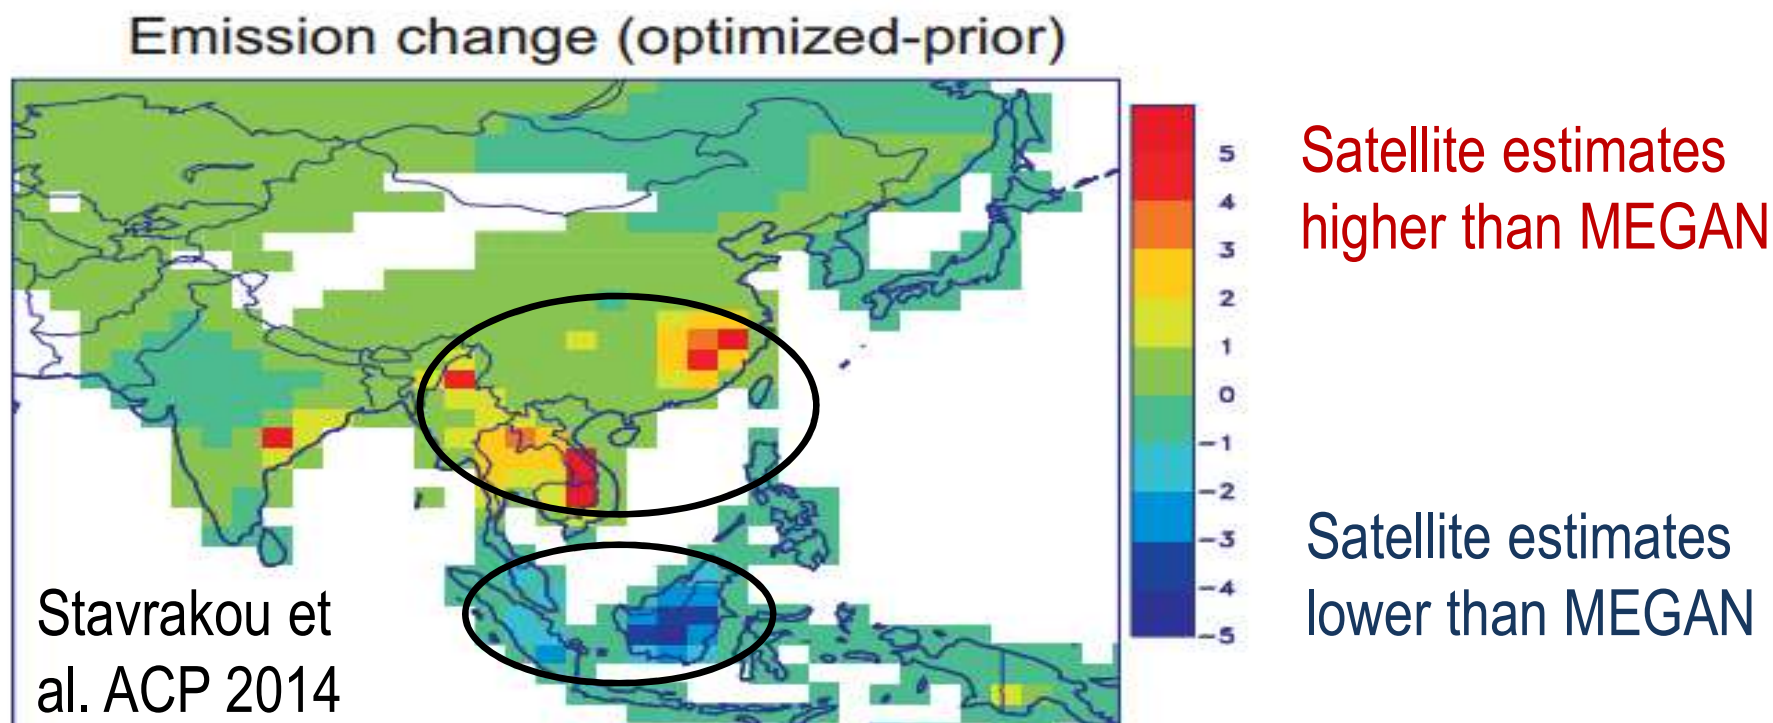 Emission change (optimized-prior)
5
4
3
2
1
0
-1
-2
-3
-4
-5
Satellite estimates
higher than MEGAN
Satellite estimates
lower than MEGAN
Stavrakou et
al. ACP 2014